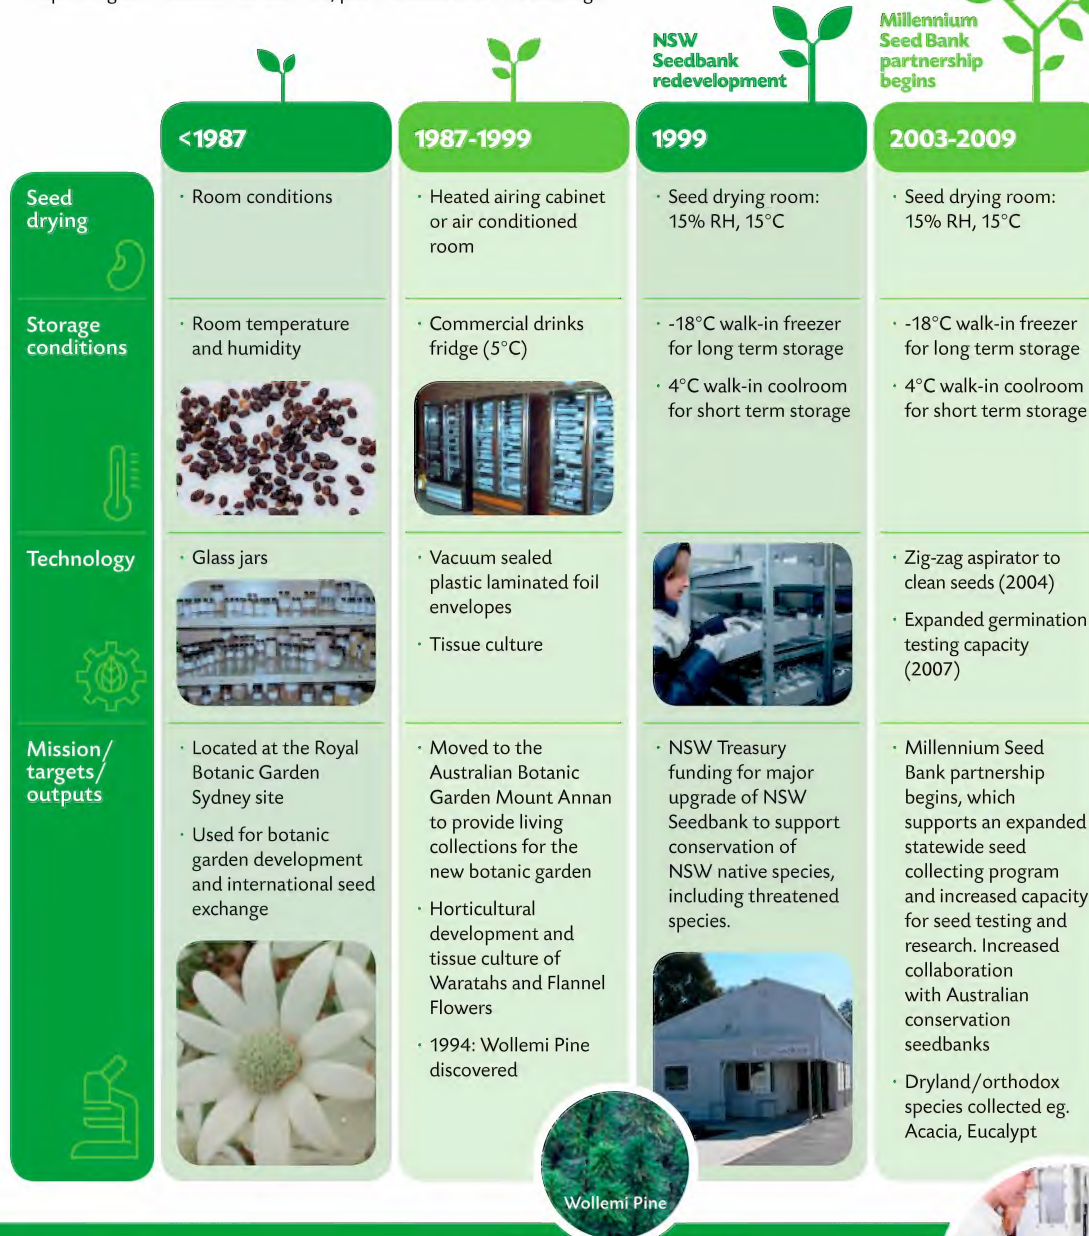 NSW
Seedbank
redevelopment
Millennium
Seed Bank
partnership
begins
<1987
1987-1999
1999
2003-2009
Seed
drying
· Room conditions
· Heated airing cabinet
or air conditioned
room
· Seed drying room:
15% RH, 15°C
· Seed drying room:
15% RH, 15°C
Storage
conditions
· Room temperature
and humidity
· Commercial drinks
fridge (5°C)
· -18°C walk-in freezer
for long term storage
· 4°C walk-in coolroom
for short term storage
· -18°C walk-in freezer
for long term storage
· 4°C walk-in coolroom
for short term storage
Technology
· Glass jars
· Vacuum sealed
plastic laminated foil
envelopes
· Tissue culture
· Zig-zag aspirator to
clean seeds (2004)
· Expanded germination
testing capacity
(2007)
Mission/
targets/
outputs
· Located at the Royal
Botanic Garden
Sydney site
· Used for botanic
garden development
and international seed
exchange
· Moved to the
Australian Botanic
Garden Mount Annan
to provide living
collections for the
new botanic garden
· Horticultural
development and
tissue culture of
Waratahs and Flannel
Flowers
· 1994: Wollemi Pine
discovered
· NSW Treasury
funding for major
upgrade of NSW
Seedbank to support
conservation of
NSW native species,
including threatened
species.
· Millennium Seed
Bank partnership
begins, which
supports an expanded
statewide seed
collecting program
and increased capacity
for seed testing and
research. Increased
collaboration
with Australian
conservation
seedbanks
· Dryland/orthodox
species collected eg.
Acacia, Eucalypt
Wollemi Pine